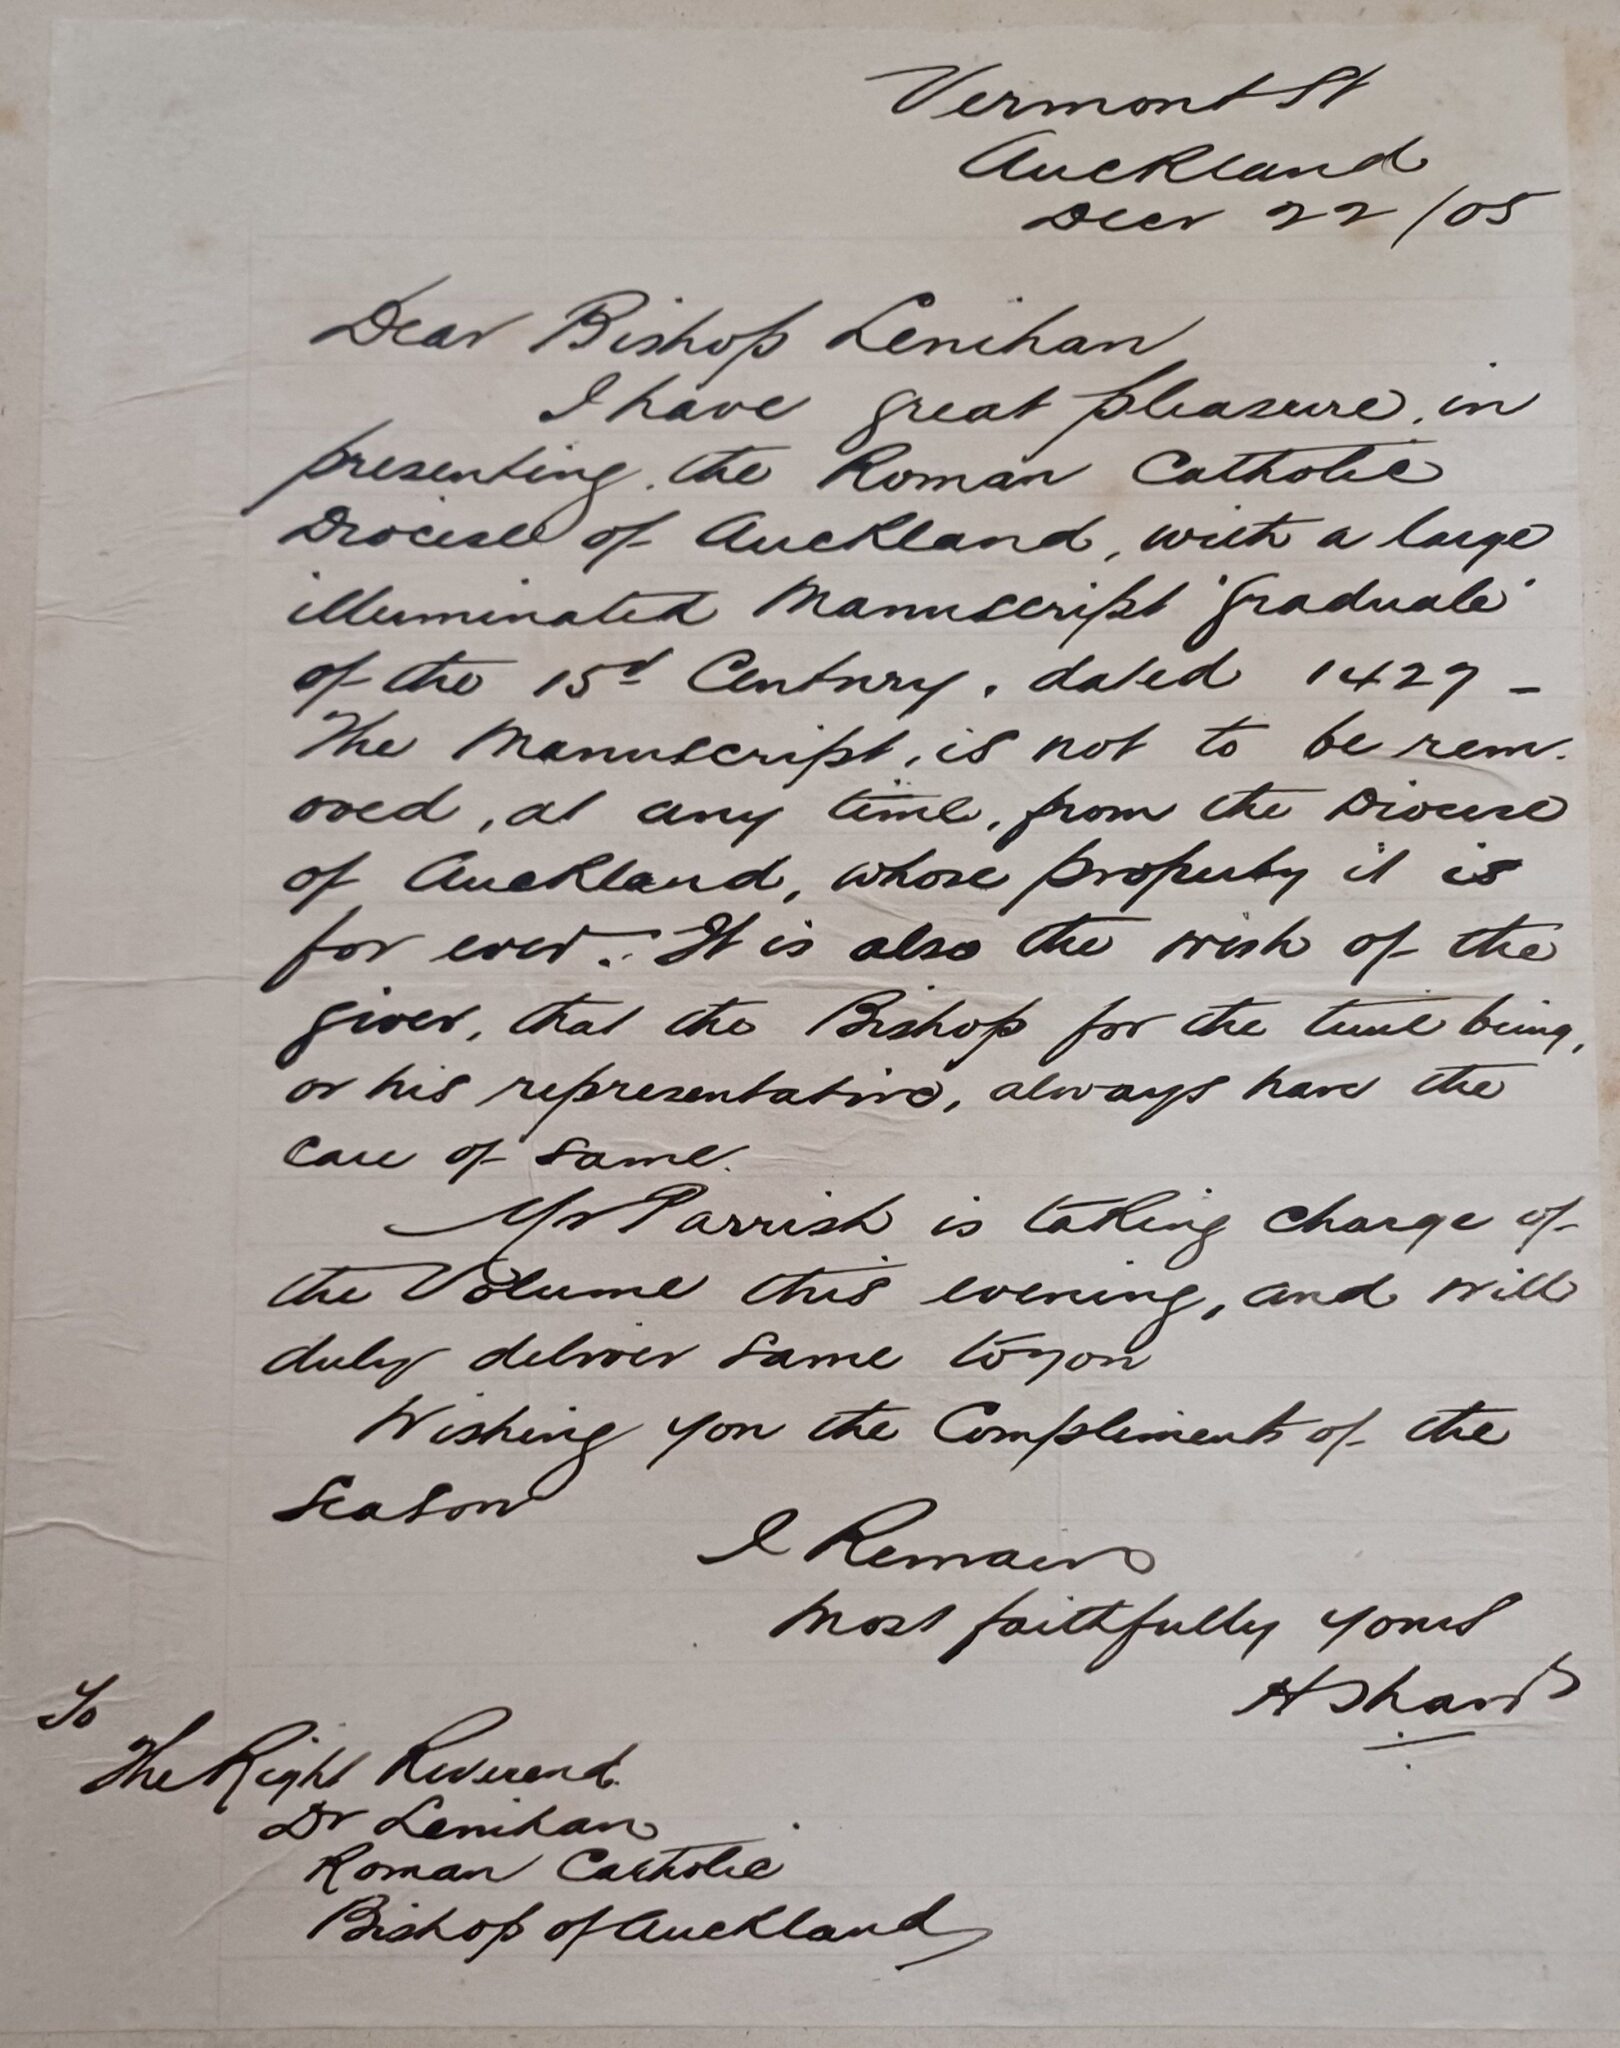 Vermont St
Auckland
Decr 22/05
Dear Bishop Lenihan
I have great pleasure, in
presenting, the Roman Catholic
Diocese of Auckland, with a large
illuminated Manuscript 'Graduale'
of the 15th Century, dated 1427 -
The Manuscript, is not to be rem-
oved, at any time, from the Diocese
of Auckland, whose property it is
for ever. It is also the wish of the
giver, that the Bishop for the time being,
or his representative, always have the
care of same.
Mr Parrish is taking charge of
the Volume this evening, and will
duly deliver same to you
Wishing you the Compliments of the
Season
I Remain
Most faithfully yours
H Shaw
To
The Right Reverend
Dr Lenihan
Roman Catholic
Bishop of Auckland